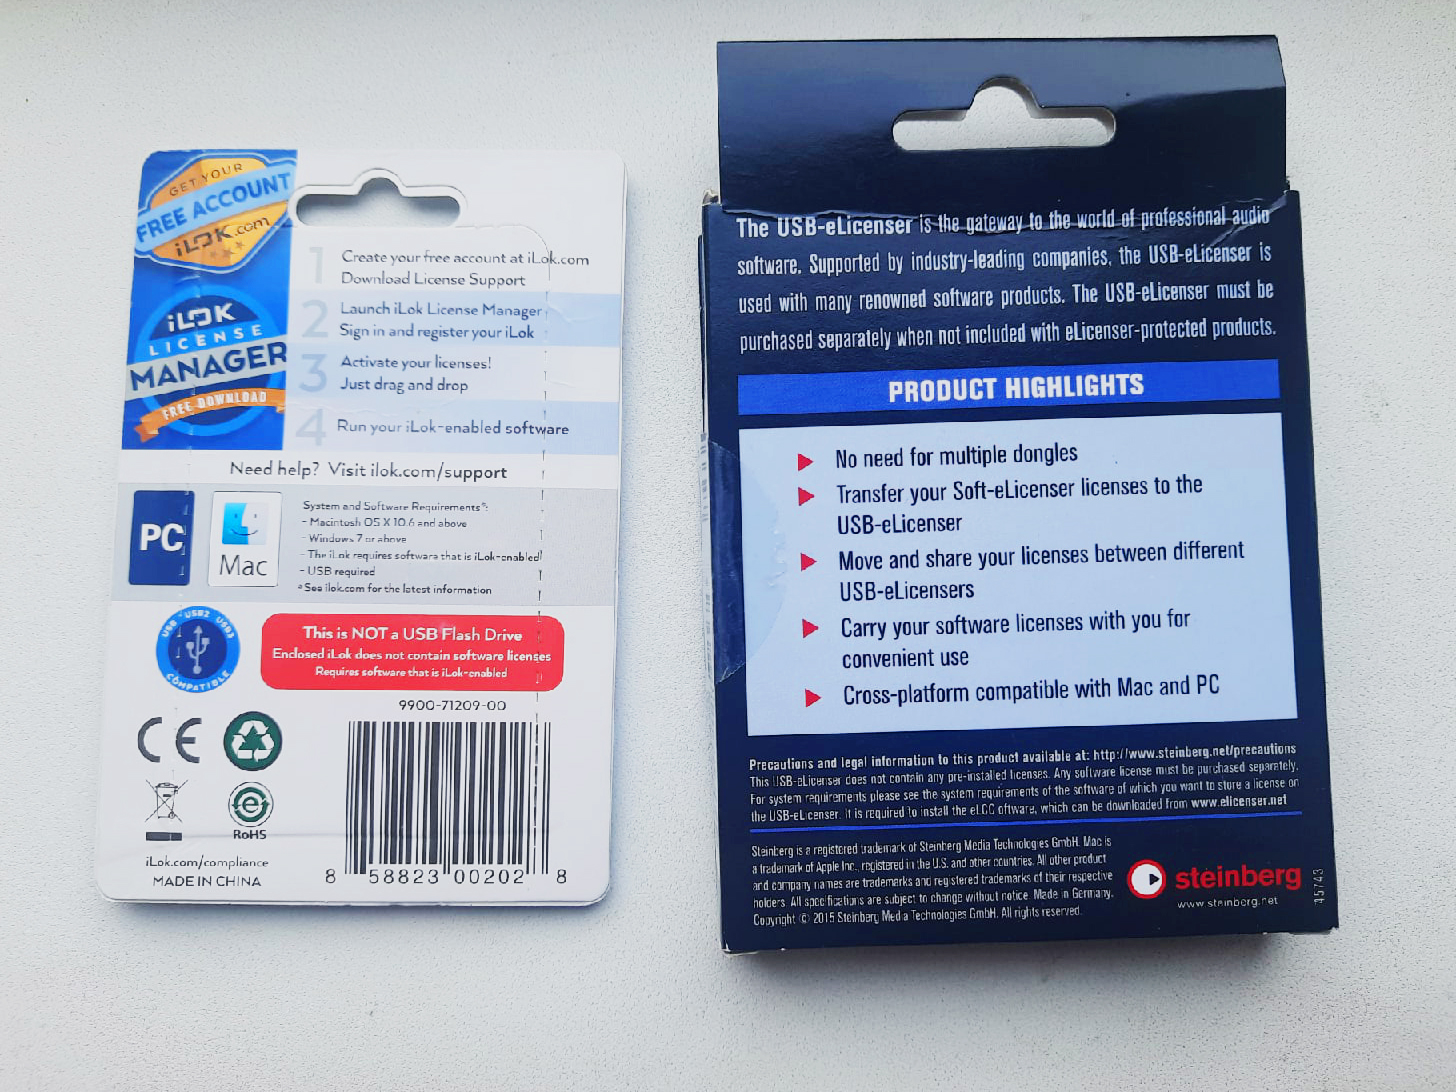 GET YOUR
FREE ACCOUNT
iLOK.com
iLOK
LICENSE
MANAGER
FREE DOWNLOAD
1
Create your free account at iLok.com
Download License Support
2
Launch iLok License Manager
Sign in and register your iLok
3
Activate your licenses!
Just drag and drop
4
Run your iLok-enabled software
Need help? Visit ilok.com/support
PC
Mac
System and Software Requirements*:
- Macintosh OS X 10.6 and above
- Windows 7 or above
- The iLok requires software that is iLok-enabled
- USB required
*See ilok.com for the latest information
USB USB2 USB3
COMPATIBLE
This is NOT a USB Flash Drive
Enclosed iLok does not contain software licenses
Requires software that is iLok-enabled
9900-71209-00
CE
e
RoHS
iLok.com/compliance
MADE IN CHINA
8 58823 00202 8
The USB-eLicenser is the gateway to the world of professional audio
software. Supported by industry-leading companies, the USB-eLicenser is
used with many renowned software products. The USB-eLicenser must be
purchased separately when not included with eLicenser-protected products.
PRODUCT HIGHLIGHTS
No need for multiple dongles
Transfer your Soft-eLicenser licenses to the
USB-eLicenser
Move and share your licenses between different
USB-eLicensers
Carry your software licenses with you for
convenient use
Cross-platform compatible with Mac and PC
Precautions and legal information to this product available at: http://www.steinberg.net/precautions
This USB-eLicenser does not contain any pre-installed licenses. Any software license must be purchased separately.
For system requirements please see the system requirements of the software of which you want to store a license on
the USB-eLicenser. It is required to install the eLCC oftware, which can be downloaded from www.elicenser.net
Steinberg is a registered trademark of Steinberg Media Technologies GmbH. Mac is
a trademark of Apple Inc., registered in the U.S. and other countries. All other product
and company names are trademarks and registered trademarks of their respective
holders. All specifications are subject to change without notice. Made in Germany.
Copyright © 2015 Steinberg Media Technologies GmbH. All rights reserved.
steinberg
www.steinberg.net
45743